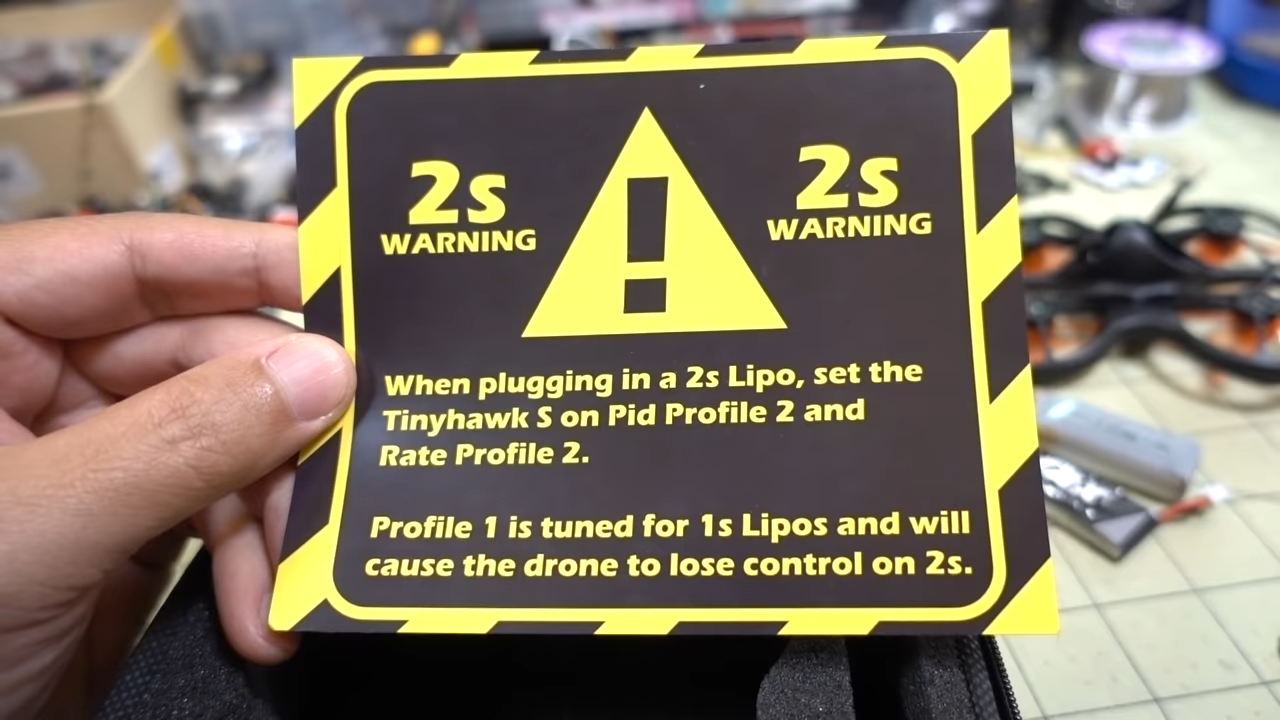 2s
WARNING
!
2s
WARNING
When plugging in a 2s Lipo, set the
Tinyhawk S on Pid Profile 2 and
Rate Profile 2.
Profile 1 is tuned for 1s Lipos and will
cause the drone to lose control on 2s.